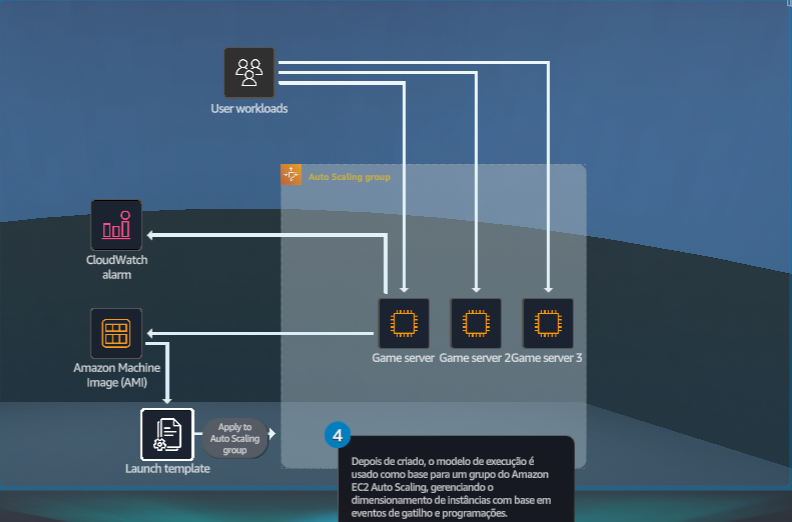 User workloads
Auto Scaling group
CloudWatch
alarm
Game server
Game server 2
Game server 3
Amazon Machine
Image (AMI)
Apply to
Auto Scaling
group
Launch template
4
Depois de criado, o modelo de execução é
usado como base para um grupo do Amazon
EC2 Auto Scaling, gerenciando o
dimensionamento de instâncias com base em
eventos de gatilho e programações.